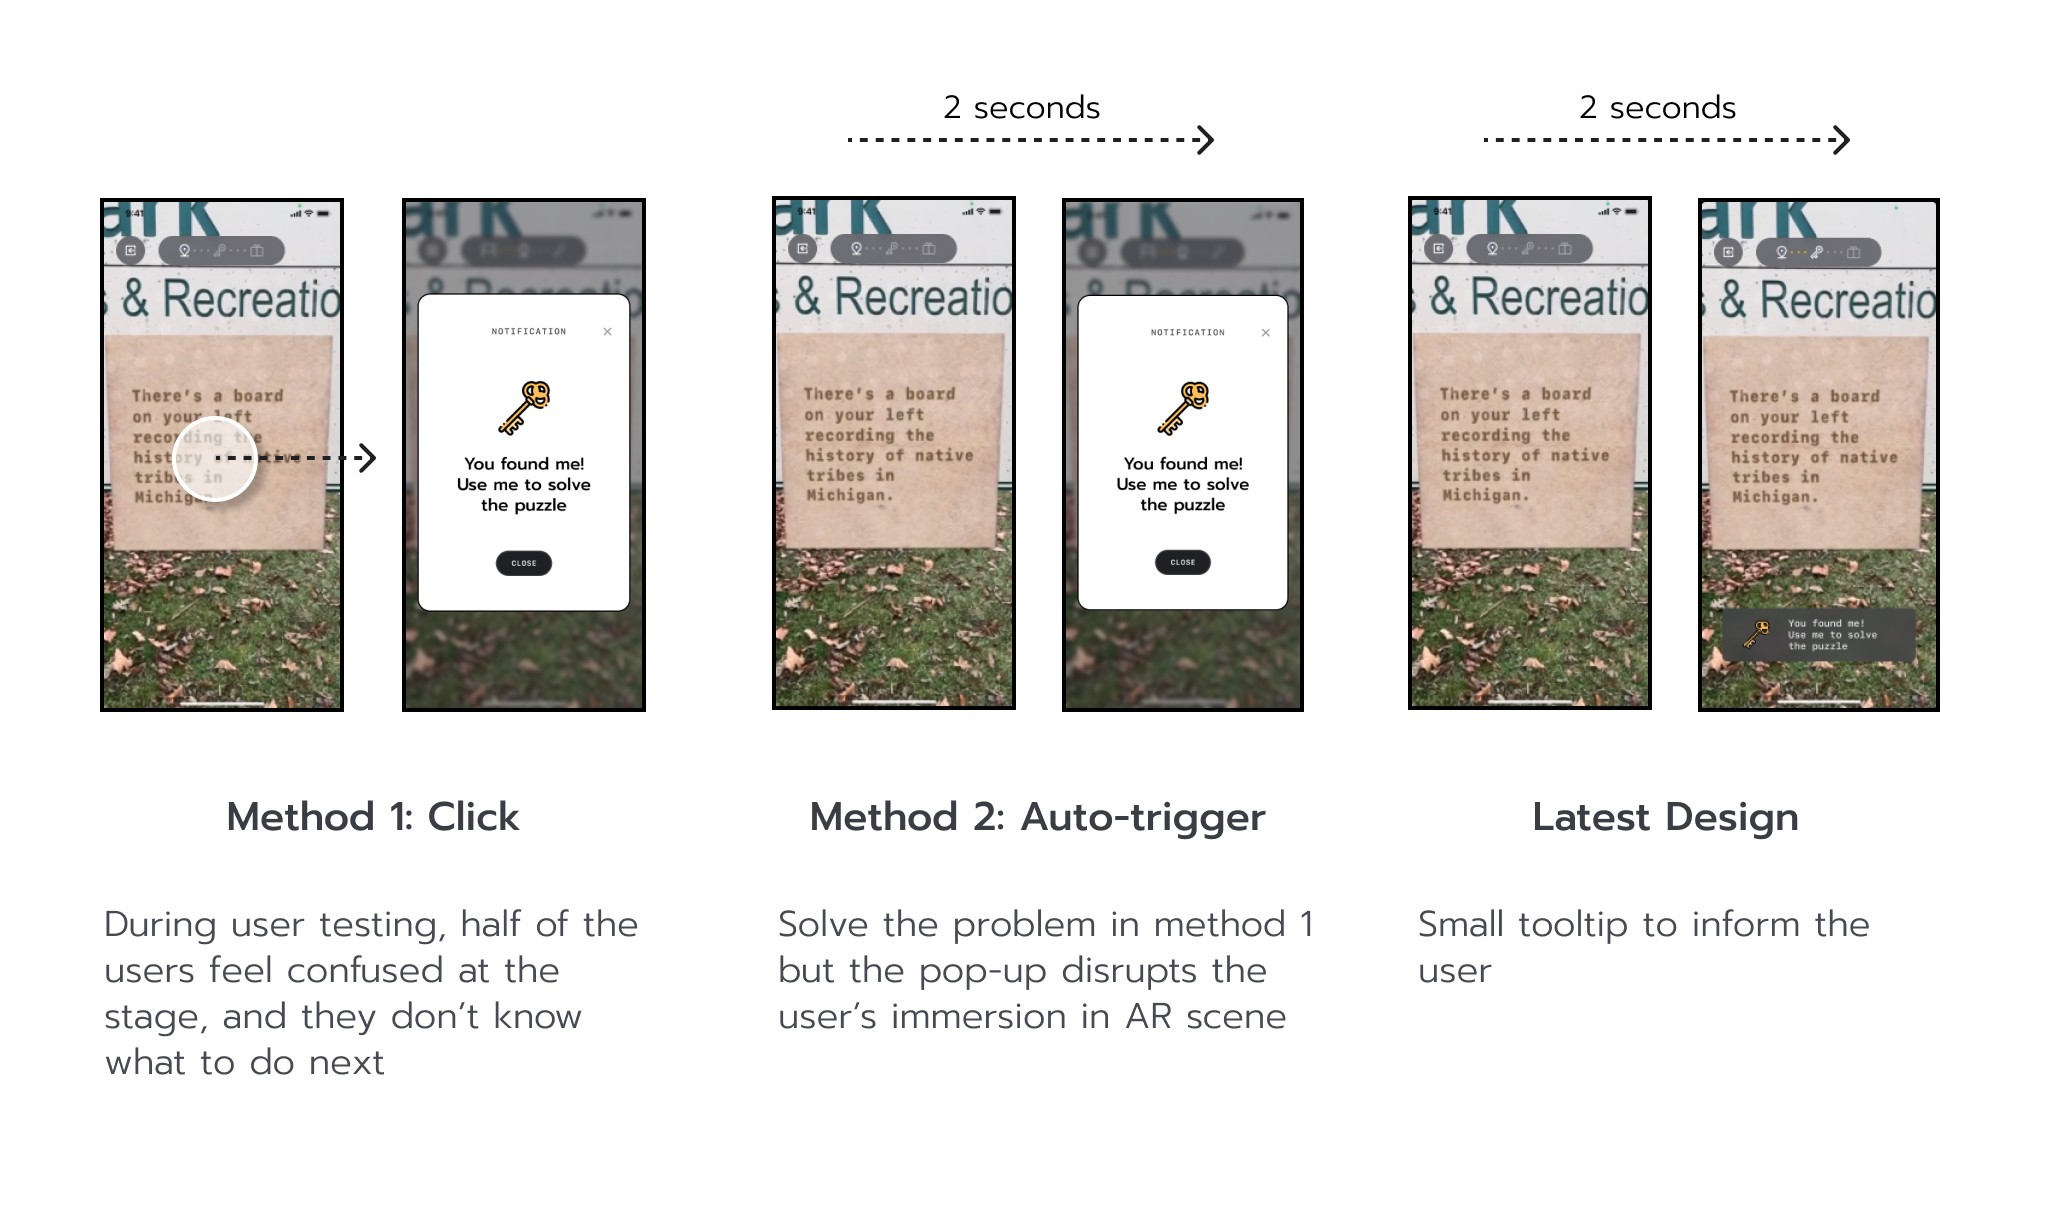 2 seconds
2 seconds
9:41
ark
& Recreatio
There's a board
on your left
recording the
history of native
tribes in
Michigan.
ark
NOTIFICATION
You found me!
Use me to solve
the puzzle
CLOSE
9:41
ark
s & Recreatio
There's a board
on your left
recording the
history of native
tribes in
Michigan.
ark
NOTIFICATION
You found me!
Use me to solve
the puzzle
CLOSE
9:41
ark
s & Recreatio
There's a board
on your left
recording the
history of native
tribes in
Michigan.
ark
s & Recreatio
There's a board
on your left
recording the
history of native
tribes in
Michigan.
You found me!
Use me to solve
the puzzle
Method 1: Click
During user testing, half of the
users feel confused at the
stage, and they don't know
what to do next
Method 2: Auto-trigger
Solve the problem in method 1
but the pop-up disrupts the
user's immersion in AR scene
Latest Design
Small tooltip to inform the
user